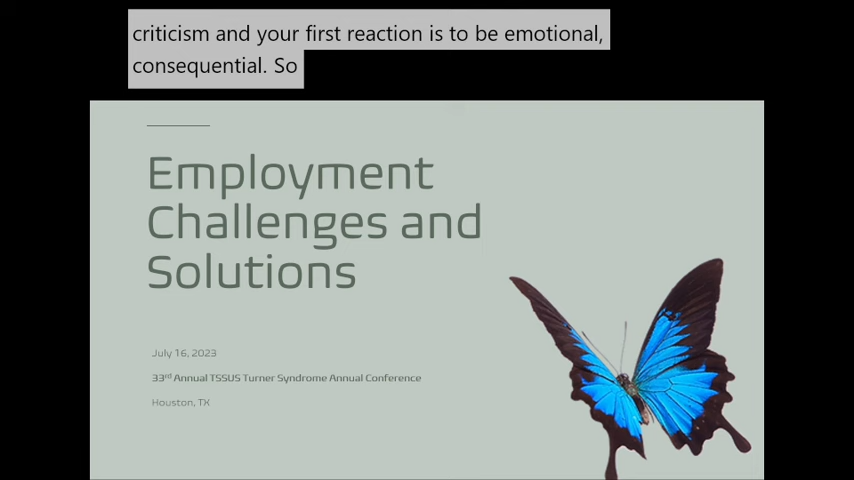 criticism and your first reaction is to be emotional,
consequential. So
Employment
Challenges and
Solutions
July 16, 2023
33rd Annual TSSUS Turner Syndrome Annual Conference
Houston, TX